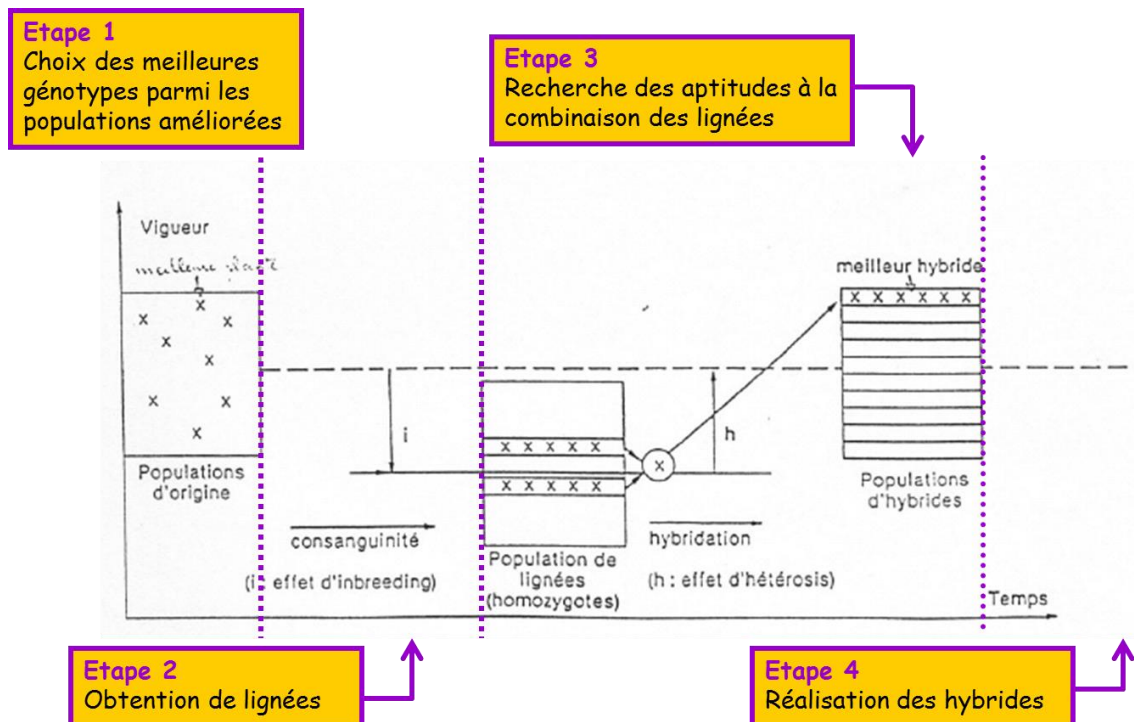 Etape 1
Choix des meilleures
génotypes parmi les
populations améliorées
Etape 3
Recherche des aptitudes à la
combinaison des lignées
Vigueur
meilleure plante
meilleur hybride
x x x x x x
x
x
x
x
x
x
x
x
i
x x x x x
x x x x x
x
h
Populations
d'origine
Populations
d'hybrides
consanguinité
(i : effet d'inbreeding)
Population de
lignées
(homozygotes)
hybridation
(h : effet d'hétérosis)
Temps
Etape 2
Obtention de lignées
Etape 4
Réalisation des hybrides